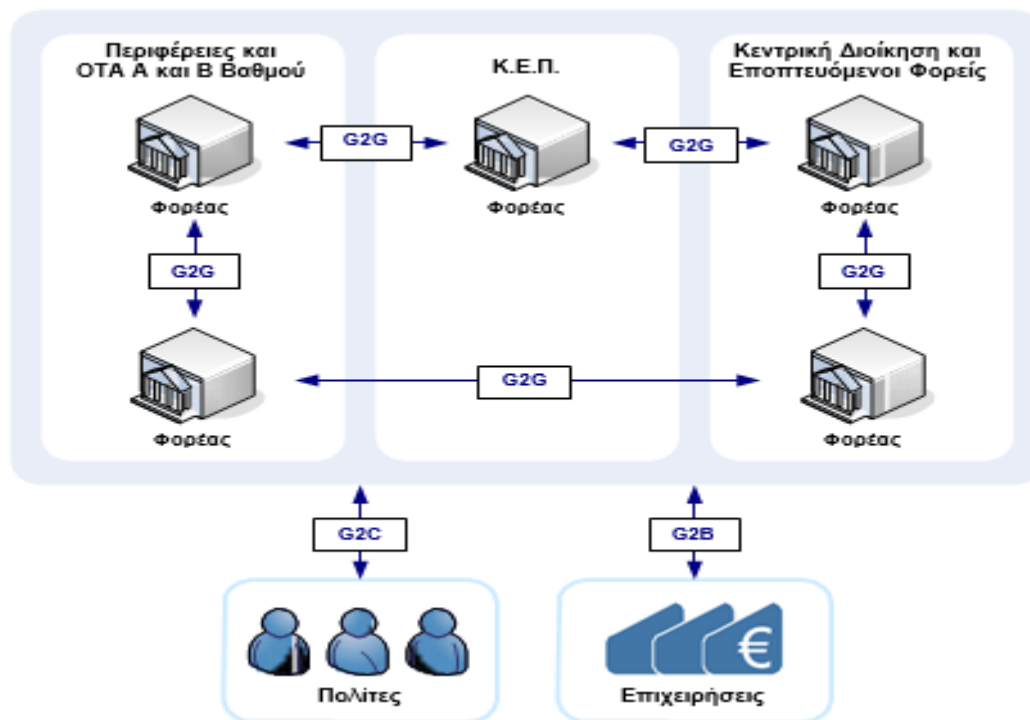 Περιφέρειες και
ΟΤΑ Α και Β Βαθμού
Κ.Ε.Π.
Κεντρική Διοίκηση και
Εποπτευόμενοι Φορείς
G2G
G2G
Φορέας
Φορέας
Φορέας
G2G
G2G
G2G
Φορέας
Φορέας
G2C
G2B
€
Πολίτες
Επιχειρήσεις